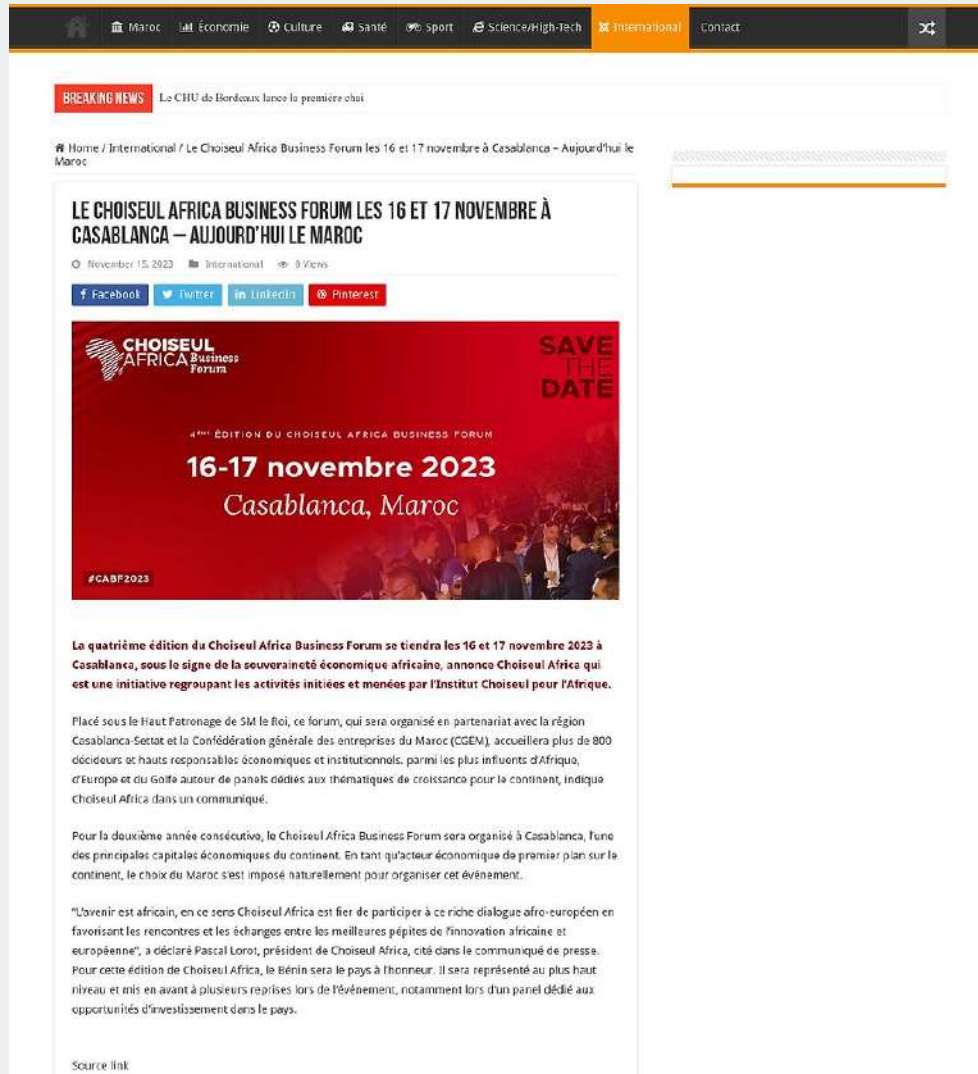 Maroc Économie Culture Santé Sport Science/High-Tech International Contact
BREAKING NEWS Le CHU de Bordeaux lance la première chai
Home / International / Le Choiseul Africa Business Forum les 16 et 17 novembre à Casablanca – Aujourd'hui le
Maroc
LE CHOISEUL AFRICA BUSINESS FORUM LES 16 ET 17 NOVEMBRE À
CASABLANCA – AUJOURD'HUI LE MAROC
November 15, 2023 International 0 Views
Facebook Twitter LinkedIn Pinterest
CHOISEUL
AFRICA Business
Forum
SAVE
THE
DATE
4ème ÉDITION DU CHOISEUL AFRICA BUSINESS FORUM
16-17 novembre 2023
Casablanca, Maroc
#CABF2023
La quatrième édition du Choiseul Africa Business Forum se tiendra les 16 et 17 novembre 2023 à
Casablanca, sous le signe de la souveraineté économique africaine, annonce Choiseul Africa qui
est une initiative regroupant les activités initiées et menées par l'Institut Choiseul pour l'Afrique.
Placé sous le Haut Patronage de SM le Roi, ce forum, qui sera organisé en partenariat avec la région
Casablanca-Settat et la Confédération générale des entreprises du Maroc (CGEM), accueillera plus de 800
décideurs et hauts responsables économiques et institutionnels, parmi les plus influents d'Afrique,
d'Europe et du Golfe autour de panels dédiés aux thématiques de croissance pour le continent, indique
Choiseul Africa dans un communiqué.
Pour la deuxième année consécutive, le Choiseul Africa Business Forum sera organisé à Casablanca, l'une
des principales capitales économiques du continent. En tant qu'acteur économique de premier plan sur le
continent, le choix du Maroc s'est imposé naturellement pour organiser cet événement.
"L'avenir est africain, en ce sens Choiseul Africa est fier de participer à ce riche dialogue afro-européen en
favorisant les rencontres et les échanges entre les meilleures pépites de l'innovation africaine et
européenne", a déclaré Pascal Lorot, président de Choiseul Africa, cité dans le communiqué de presse.
Pour cette édition de Choiseul Africa, le Bénin sera le pays à l'honneur. Il sera représenté au plus haut
niveau et mis en avant à plusieurs reprises lors de l'événement, notamment lors d'un panel dédié aux
opportunités d'investissement dans le pays.
Source link